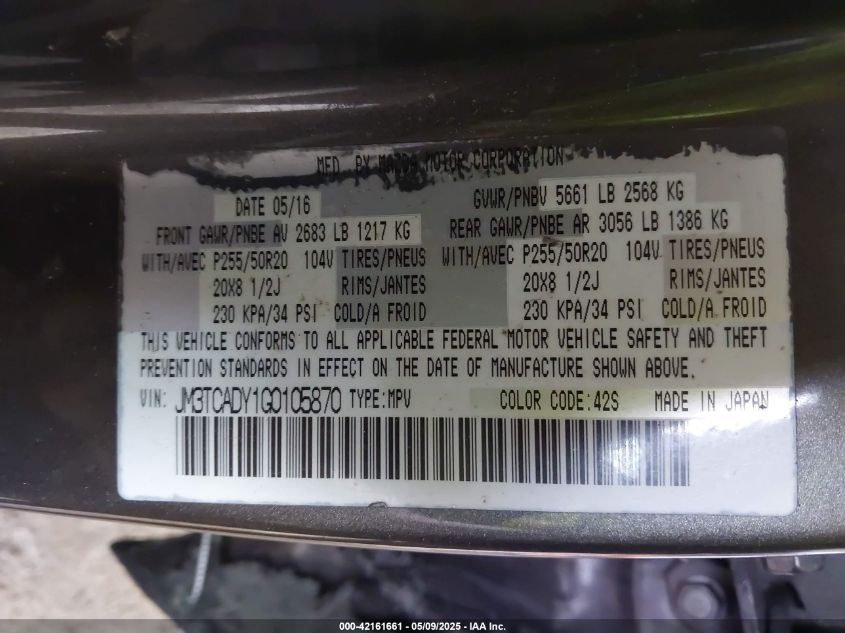 MFD. BY MAZDA MOTOR CORPORATION
DATE 05/16 GVWR/PNBV 5661 LB 2568 KG
FRONT GAWR/PNBE AV 2683 LB 1217 KG REAR GAWR/PNBE AR 3056 LB 1386 KG
WITH/AVEC P255/50R20 104V TIRES/PNEUS WITH/AVEC P255/50R20 104V TIRES/PNEUS
20X8 1/2J RIMS/JANTES 20X8 1/2J RIMS/JANTES
230 KPA/34 PSI COLD/A FROID 230 KPA/34 PSI COLD/A FROID
THIS VEHICLE CONFORMS TO ALL APPLICABLE FEDERAL MOTOR VEHICLE SAFETY AND THEFT
PREVENTION STANDARDS IN EFFECT ON THE DATE OF MANUFACTURE SHOWN ABOVE.
VIN: JM3TCADY1G0105870 TYPE:MPV COLOR CODE:42S MADE IN JAPAN
000-42161661 - 05/09/2025 - IAA Inc.